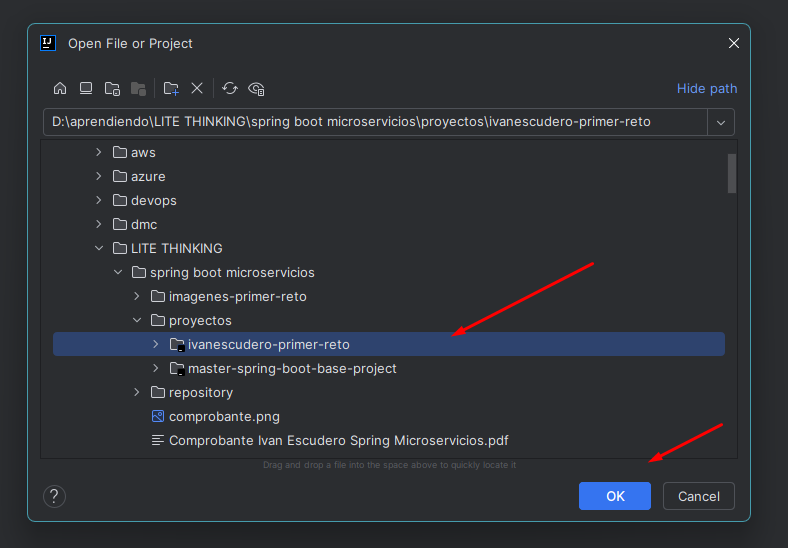 IJ Open File or Project
Hide path
D:\aprendiendo\LITE THINKING\spring boot microservicios\proyectos\ivanescudero-primer-reto
aws
azure
devops
dmc
LITE THINKING
spring boot microservicios
imagenes-primer-reto
proyectos
ivanescudero-primer-reto
master-spring-boot-base-project
repository
comprobante.png
Comprobante Ivan Escudero Spring Microservicios.pdf
Drag and drop a file into the space above to quickly locate it
?
OK
Cancel